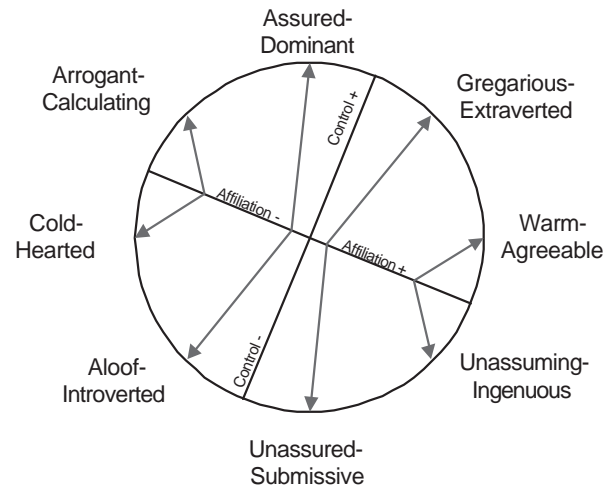 Assured-
Dominant
Arrogant-
Calculating
Gregarious-
Extraverted
Control +
Affiliation -
Cold-
Hearted
Affiliation +
Warm-
Agreeable
Control -
Aloof-
Introverted
Unassuming-
Ingenuous
Unassured-
Submissive